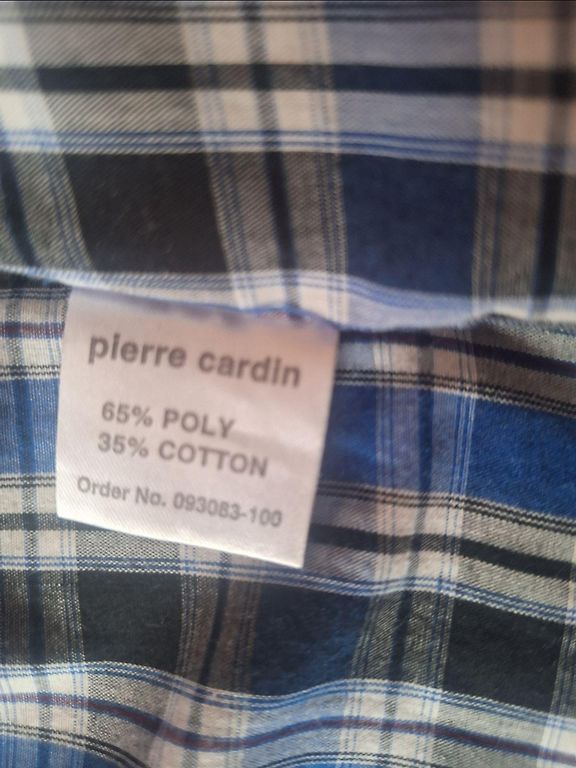 pierre cardin
65% POLY
35% COTTON
Order No. 093083-100